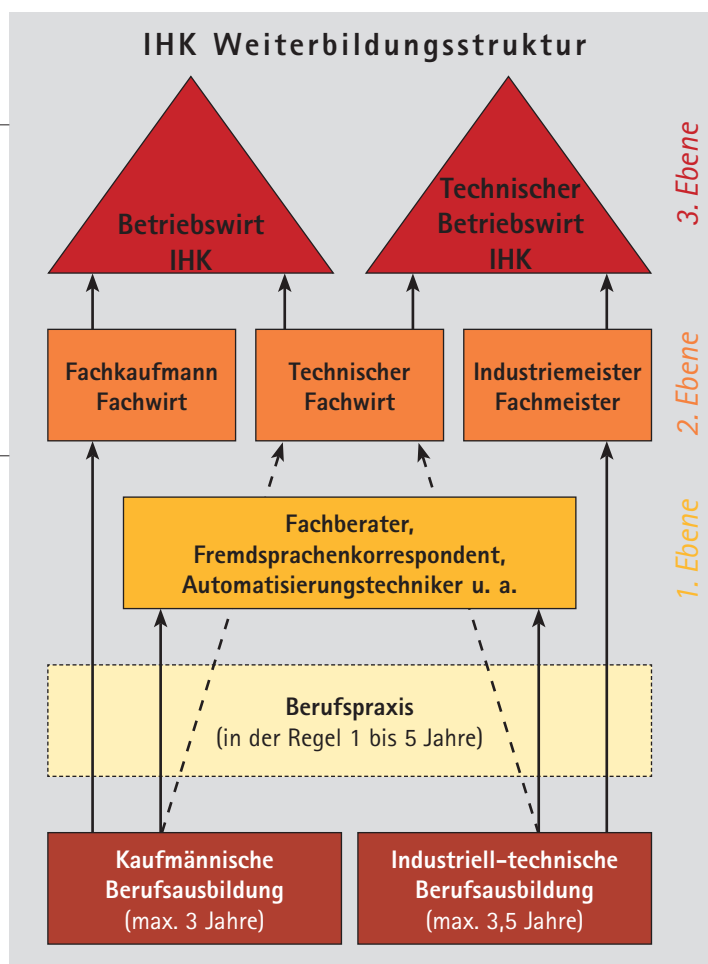 IHK Weiterbildungsstruktur
Betriebswirt
IHK
Technischer
Betriebswirt
IHK
3. Ebene
Fachkaufmann
Fachwirt
Technischer
Fachwirt
Industriemeister
Fachmeister
2. Ebene
Fachberater,
Fremdsprachenkorrespondent,
Automatisierungstechniker u. a.
1. Ebene
Berufspraxis
(in der Regel 1 bis 5 Jahre)
Kaufmännische
Berufsausbildung
(max. 3 Jahre)
Industriell-technische
Berufsausbildung
(max. 3,5 Jahre)